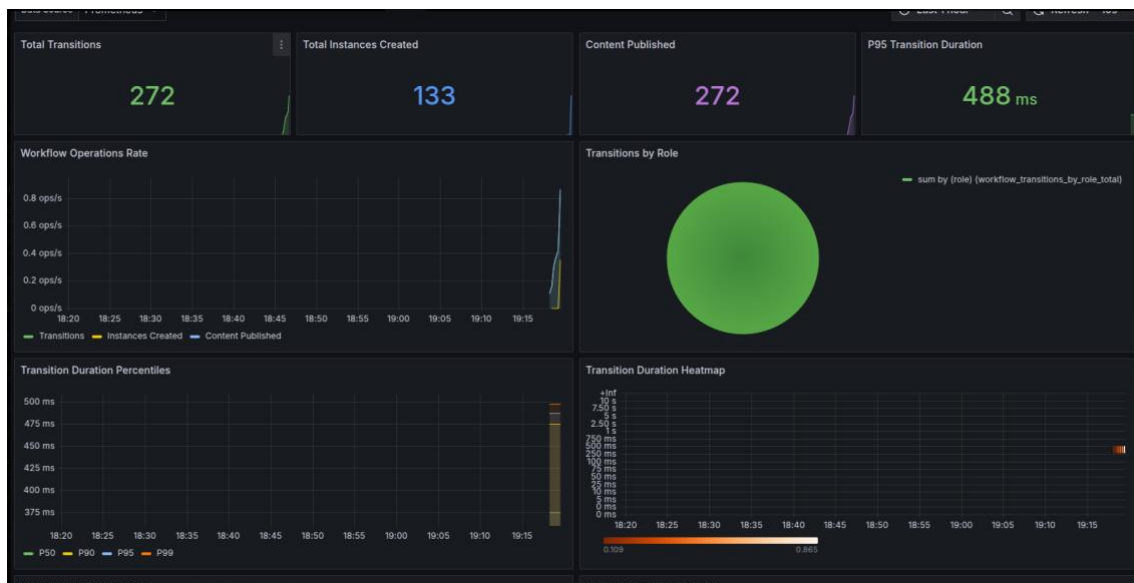 Data Source Prometheus
Last 1 hour
Refresh 10s
Total Transitions
272
Total Instances Created
133
Content Published
272
P95 Transition Duration
488 ms
Workflow Operations Rate
0.8 ops/s
0.6 ops/s
0.4 ops/s
0.2 ops/s
0 ops/s
18:20 18:25 18:30 18:35 18:40 18:45 18:50 18:55 19:00 19:05 19:10 19:15
Transitions Instances Created Content Published
Transitions by Role
sum by (role) (workflow_transitions_by_role_total)
Transition Duration Percentiles
500 ms
475 ms
450 ms
425 ms
400 ms
375 ms
18:20 18:25 18:30 18:35 18:40 18:45 18:50 18:55 19:00 19:05 19:10 19:15
P50 P90 P95 P99
Transition Duration Heatmap
+Inf
10 s
7.50 s
5 s
2.50 s
1 s
750 ms
500 ms
250 ms
100 ms
75 ms
50 ms
25 ms
10 ms
5 ms
0 ms
0 ms
18:20 18:25 18:30 18:35 18:40 18:45 18:50 18:55 19:00 19:05 19:10 19:15
0.109 0.865